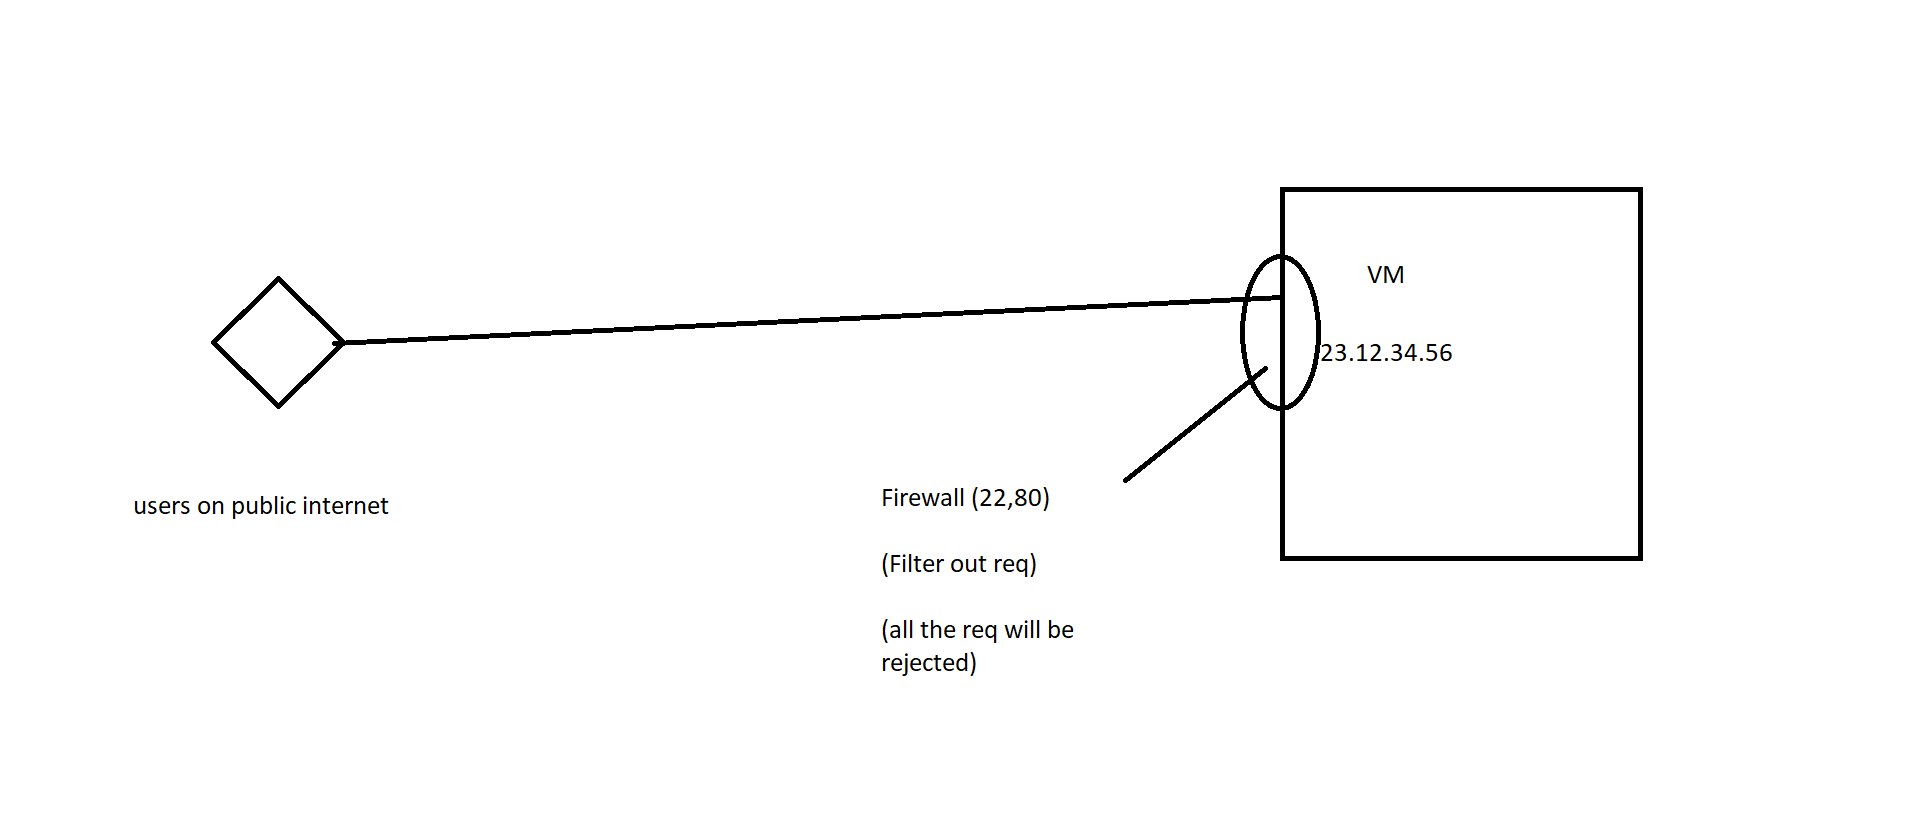 VM
23.12.34.56
users on public internet
Firewall (22,80)
(Filter out req)
(all the req will be
rejected)